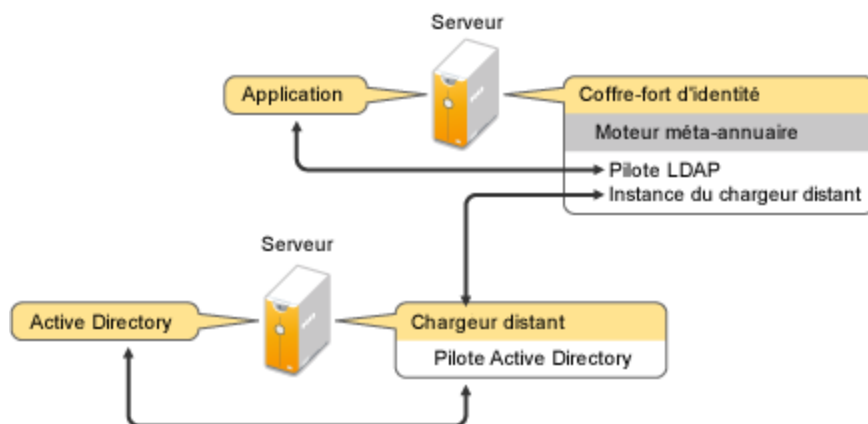 Serveur
Application
Coffre-fort d'identité
Moteur méta-annuaire
Pilote LDAP
Instance du chargeur distant
Serveur
Active Directory
Chargeur distant
Pilote Active Directory